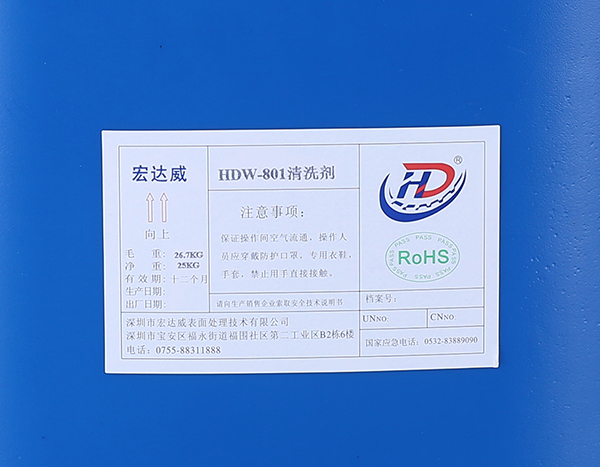 宏达威
向上
毛 重: 26.7KG
净 重: 25KG
有效期: 十二个月
生产日期:
出厂日期:
HDW-801清洗剂
注意事项:
保证操作间空气流通,操作人
员应穿戴防护口罩,专用衣鞋,
手套,禁止用手直接接触。
请向生产销售企业索取安全技术说明书
HD®
PASS PASS PASS
RoHS
PASS PASS PASS
档案号:
UNNO: CNNO:
深圳市宏达威表面处理技术有限公司
深圳市宝安区福永街道福围社区第二工业区B2栋6楼
电话: 0755-88311888
国家应急电话: 0532-83889090